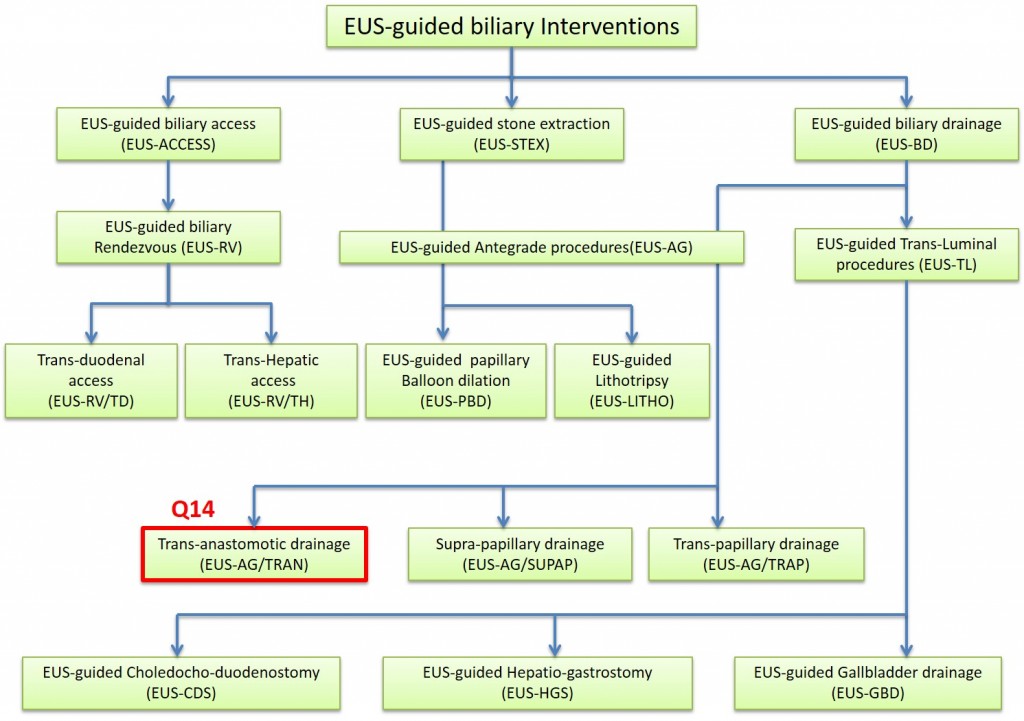 EUS-guided biliary Interventions
EUS-guided biliary access
(EUS-ACCESS)
EUS-guided stone extraction
(EUS-STEX)
EUS-guided biliary drainage
(EUS-BD)
EUS-guided biliary
Rendezvous (EUS-RV)
EUS-guided Antegrade procedures(EUS-AG)
EUS-guided Trans-Luminal
procedures (EUS-TL)
Trans-duodenal
access
(EUS-RV/TD)
Trans-Hepatic
access
(EUS-RV/TH)
EUS-guided papillary
Balloon dilation
(EUS-PBD)
EUS-guided
Lithotripsy
(EUS-LITHO)
Q14
Trans-anastomotic drainage
(EUS-AG/TRAN)
Supra-papillary drainage
(EUS-AG/SUPAP)
Trans-papillary drainage
(EUS-AG/TRAP)
EUS-guided Choledocho-duodenostomy
(EUS-CDS)
EUS-guided Hepatio-gastrostomy
(EUS-HGS)
EUS-guided Gallbladder drainage
(EUS-GBD)